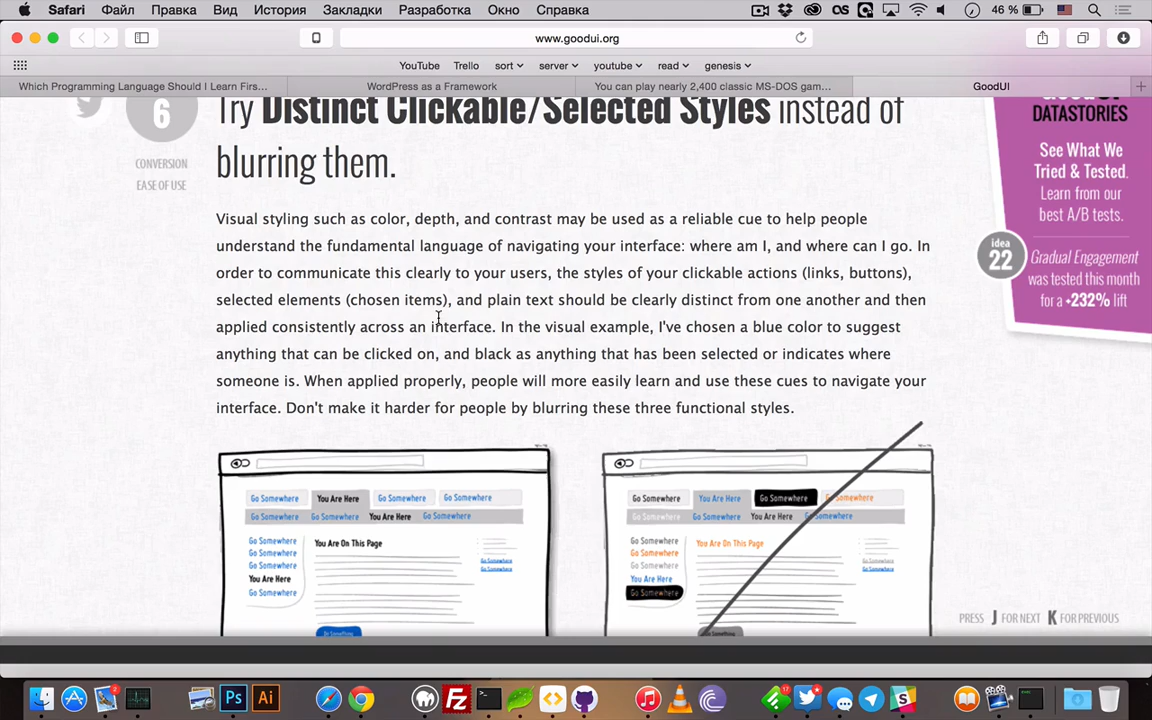 Safari Файл Правка Вид История Закладки Разработка Окно Справка 46 %
www.goodui.org
YouTube Trello sort server youtube read genesis
Which Programming Language Should I Learn Firs... WordPress as a Framework You can play nearly 2,400 classic MS-DOS gam... GoodUI
6
CONVERSION
EASE OF USE
Try Distinct Clickable/Selected Styles instead of
blurring them.
Visual styling such as color, depth, and contrast may be used as a reliable cue to help people
understand the fundamental language of navigating your interface: where am I, and where can I go. In
order to communicate this clearly to your users, the styles of your clickable actions (links, buttons),
selected elements (chosen items), and plain text should be clearly distinct from one another and then
applied consistently across an interface. In the visual example, I've chosen a blue color to suggest
anything that can be clicked on, and black as anything that has been selected or indicates where
someone is. When applied properly, people will more easily learn and use these cues to navigate your
interface. Don't make it harder for people by blurring these three functional styles.
DATASTORIES
See What We
Tried & Tested.
Learn from our
best A/B tests.
idea
22
Gradual Engagement
was tested this month
for a +232% lift
Go Somewhere You Are Here Go Somewhere Go Somewhere
Go Somewhere Go Somewhere You Are Here Go Somewhere
Go Somewhere
Go Somewhere
Go Somewhere
You Are Here
Go Somewhere
You Are On This Page
Go Somewhere
Go Somewhere
Do Something
Go Somewhere You Are Here Go Somewhere Go Somewhere
Go Somewhere Go Somewhere You Are Here Go Somewhere
Go Somewhere
Go Somewhere
Go Somewhere
You Are Here
Go Somewhere
You Are On This Page
Go Somewhere
Go Somewhere
PRESS J FOR NEXT K FOR PREVIOUS
Ps Ai Fz